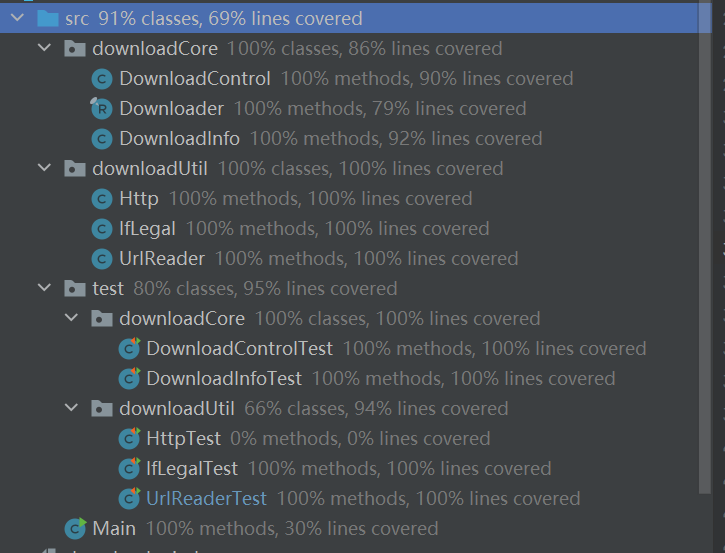 src 91% classes, 69% lines covered
downloadCore 100% classes, 86% lines covered
DownloadControl 100% methods, 90% lines covered
Downloader 100% methods, 79% lines covered
DownloadInfo 100% methods, 92% lines covered
downloadUtil 100% classes, 100% lines covered
Http 100% methods, 100% lines covered
IfLegal 100% methods, 100% lines covered
UrlReader 100% methods, 100% lines covered
test 80% classes, 95% lines covered
downloadCore 100% classes, 100% lines covered
DownloadControlTest 100% methods, 100% lines covered
DownloadInfoTest 100% methods, 100% lines covered
downloadUtil 66% classes, 94% lines covered
HttpTest 0% methods, 0% lines covered
IfLegalTest 100% methods, 100% lines covered
UrlReaderTest 100% methods, 100% lines covered
Main 100% methods, 30% lines covered